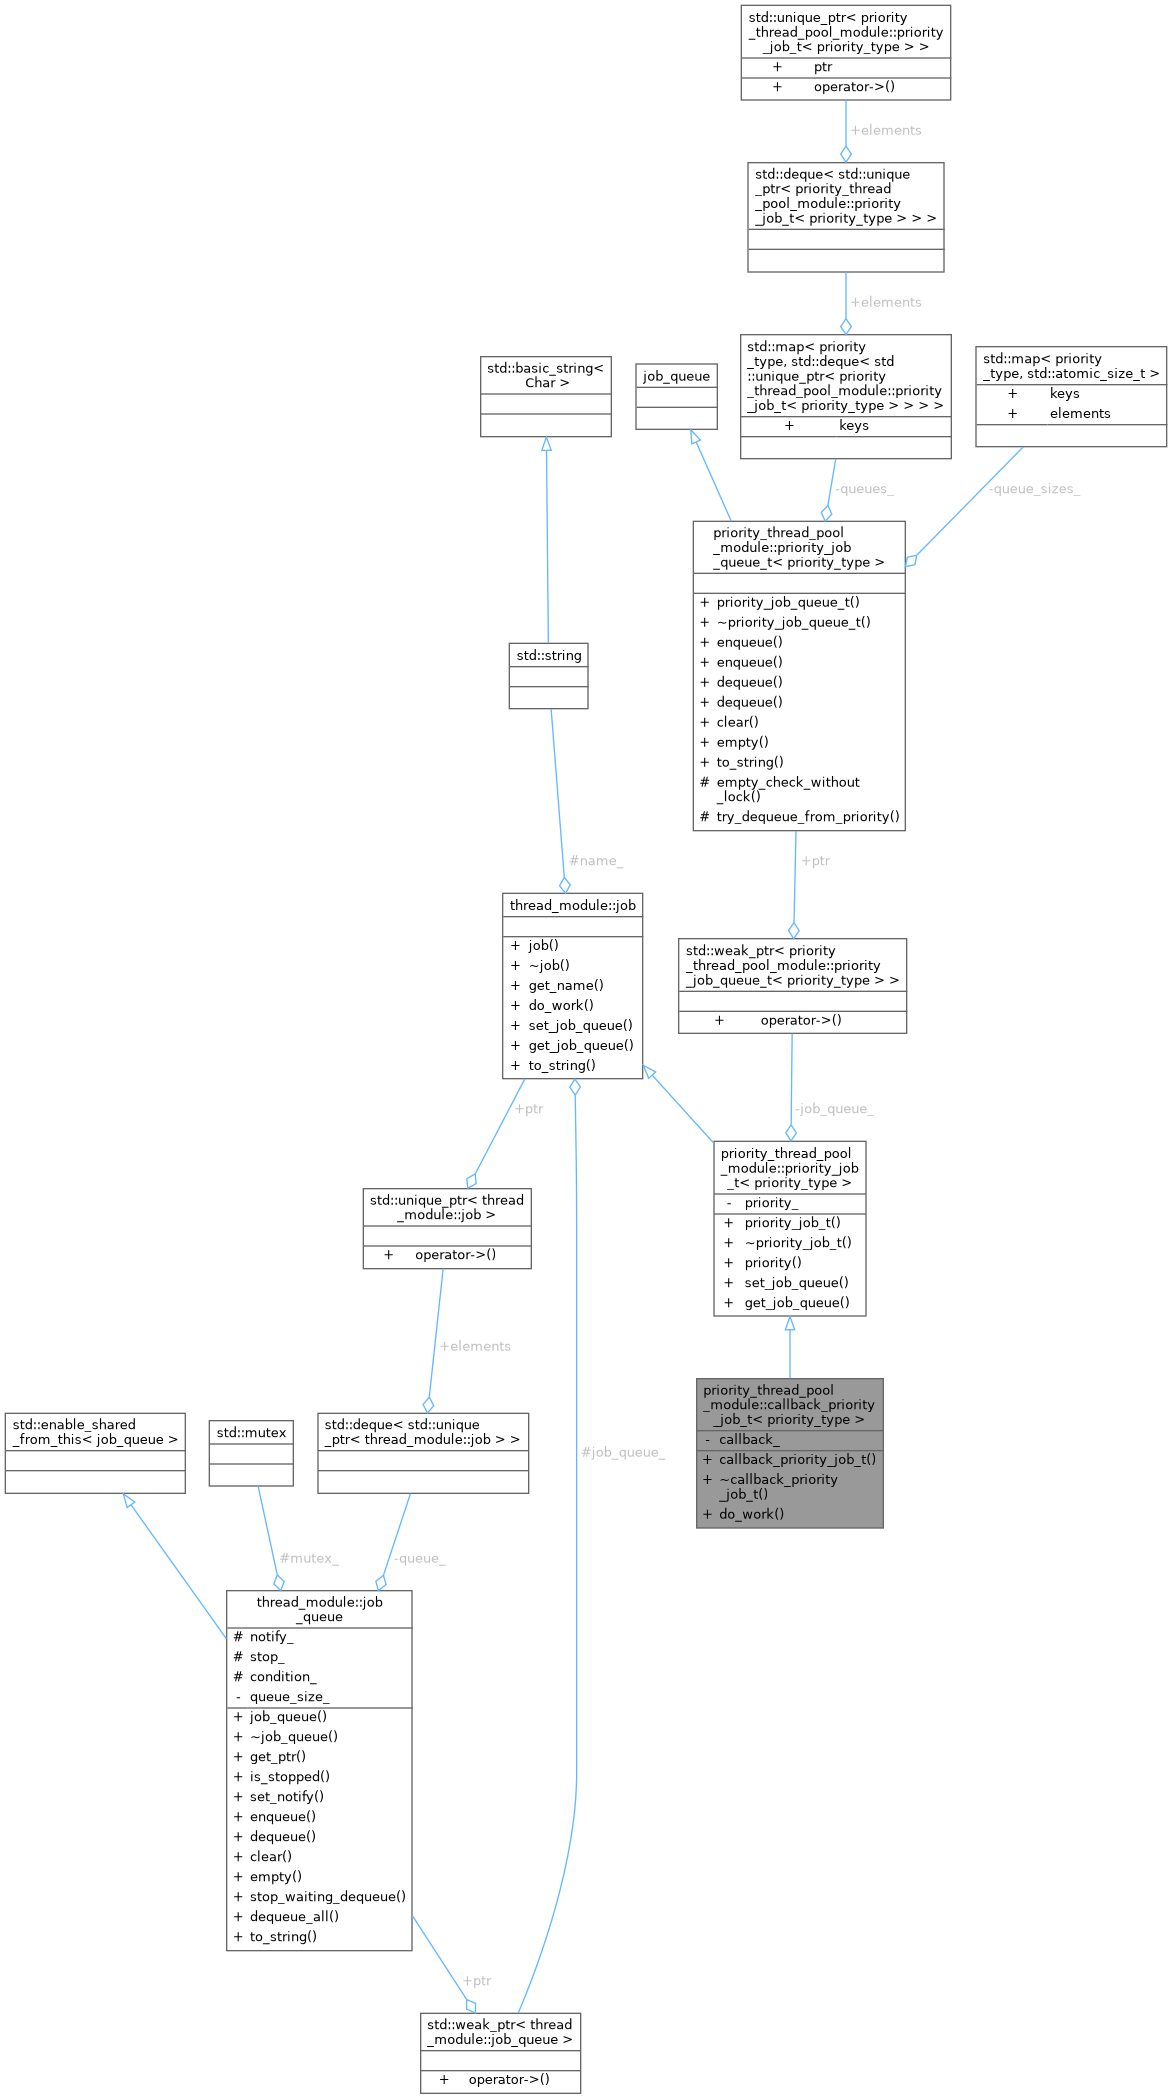 std::unique_ptr< priority
_thread_pool_module::priority
_job_t< priority_type > >
+ ptr
+ operator->()
+elements
std::deque< std::unique
_ptr< priority_thread
_pool_module::priority
_job_t< priority_type > > >
+elements
std::map< priority
_type, std::deque< std
::unique_ptr< priority
_thread_pool_module::priority
_job_t< priority_type > > > >
+ keys
std::map< priority
_type, std::atomic_size_t >
+ keys
+ elements
std::basic_string<
Char >
job_queue
-queues_
-queue_sizes_
priority_thread_pool
_module::priority_job
_queue_t< priority_type >
+ priority_job_queue_t()
+ ~priority_job_queue_t()
+ enqueue()
+ enqueue()
+ dequeue()
+ dequeue()
+ clear()
+ empty()
+ to_string()
# empty_check_without
_lock()
# try_dequeue_from_priority()
std::string
#name_
+ptr
thread_module::job
+ job()
+ ~job()
+ get_name()
+ do_work()
+ set_job_queue()
+ get_job_queue()
+ to_string()
std::weak_ptr< priority
_thread_pool_module::priority
_job_queue_t< priority_type > >
+ operator->()
+ptr
-job_queue_
priority_thread_pool
_module::priority_job
_t< priority_type >
- priority_
+ priority_job_t()
+ ~priority_job_t()
+ priority()
+ set_job_queue()
+ get_job_queue()
std::unique_ptr< thread
_module::job >
+ operator->()
+elements
priority_thread_pool
_module::callback_priority
_job_t< priority_type >
- callback_
+ callback_priority_job_t()
+ ~callback_priority
_job_t()
+ do_work()
std::enable_shared
_from_this< job_queue >
std::mutex
std::deque< std::unique
_ptr< thread_module::job > >
#job_queue_
#mutex_
-queue_
thread_module::job
_queue
# notify_
# stop_
# condition_
- queue_size_
+ job_queue()
+ ~job_queue()
+ get_ptr()
+ is_stopped()
+ set_notify()
+ enqueue()
+ dequeue()
+ clear()
+ empty()
+ stop_waiting_dequeue()
+ dequeue_all()
+ to_string()
+ptr
std::weak_ptr< thread
_module::job_queue >
+ operator->()